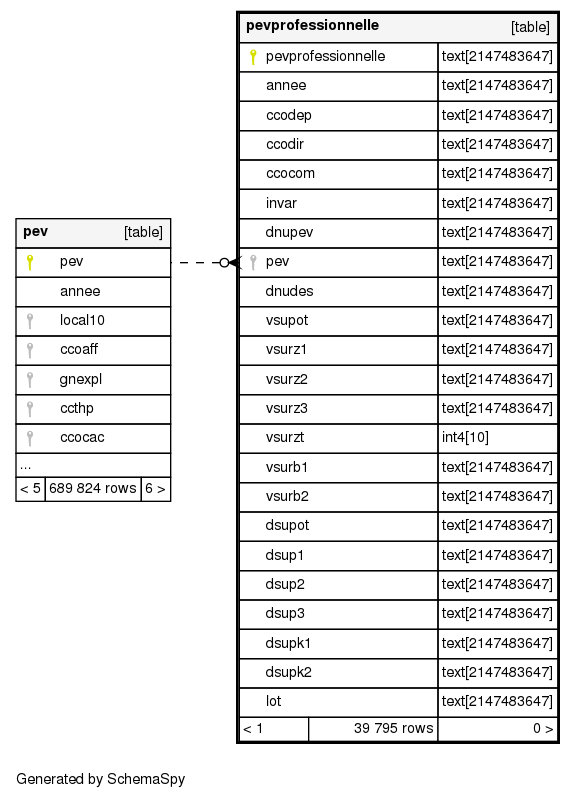 pevprofessionnelle [table]
pevprofessionnelle text[2147483647]
annee text[2147483647]
ccodep text[2147483647]
ccodir text[2147483647]
ccocom text[2147483647]
invar text[2147483647]
dnupev text[2147483647]
pev text[2147483647]
dnudes text[2147483647]
vsupot text[2147483647]
vsurz1 text[2147483647]
vsurz2 text[2147483647]
vsurz3 text[2147483647]
vsurzt int4[10]
vsurb1 text[2147483647]
vsurb2 text[2147483647]
dsupot text[2147483647]
dsup1 text[2147483647]
dsup2 text[2147483647]
dsup3 text[2147483647]
dsupk1 text[2147483647]
dsupk2 text[2147483647]
lot text[2147483647]
< 1 39 795 rows 0 >
pev [table]
pev
annee
local10
ccoaff
gnexpl
ccthp
ccocac
...
< 5 689 824 rows 6 >
Generated by SchemaSpy